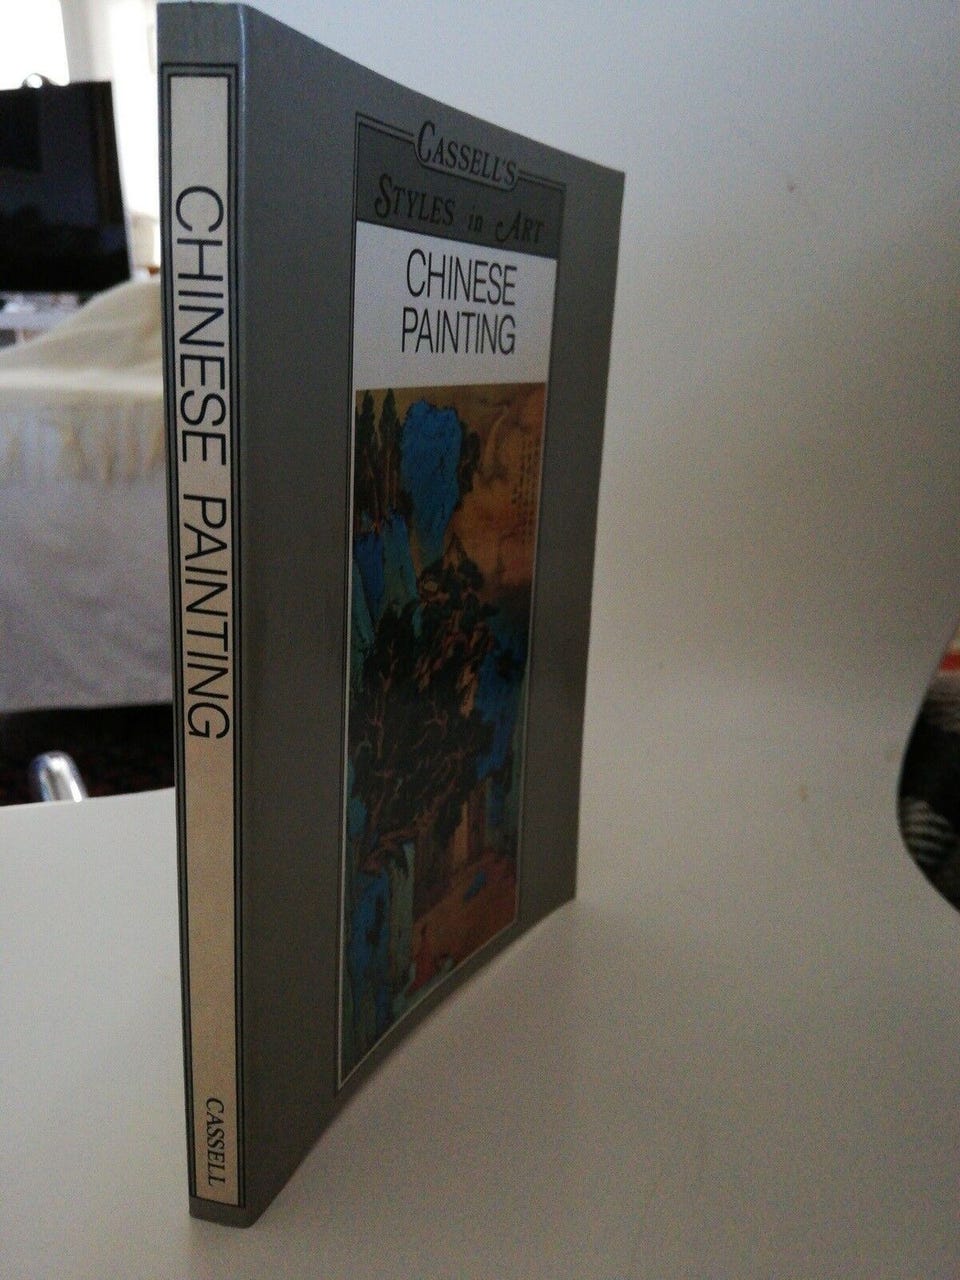 CHINESE PAINTING
CASSELL
CASSELL'S
STYLES in ART
CHINESE
PAINTING